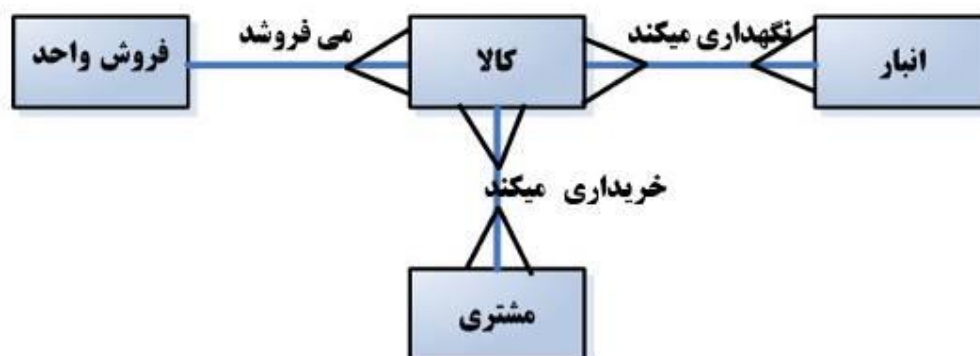 نگهداری میکند
می فروشد
انبار
کالا
فروش واحد
خریداری میکند
مشتری